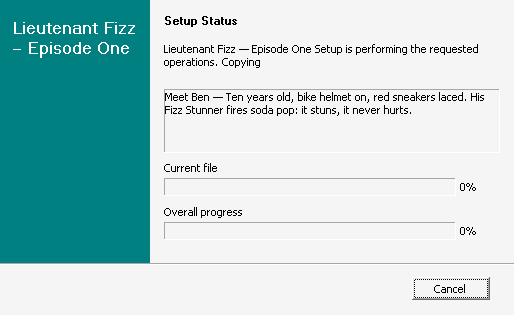 Lieutenant Fizz
– Episode One
Setup Status
Lieutenant Fizz — Episode One Setup is performing the requested
operations. Copying
Meet Ben — Ten years old, bike helmet on, red sneakers laced. His
Fizz Stunner fires soda pop: it stuns, it never hurts.
Current file
0%
Overall progress
0%
Cancel